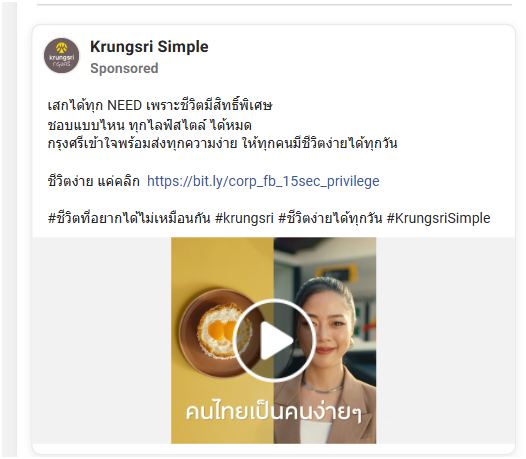 krungsri
กรุงศรี
Krungsri Simple
Sponsored
เสกได้ทุก NEED เพราะชีวิตมีสิทธิ์พิเศษ
ชอบแบบไหน ทุกไลฟ์สไตล์ ได้หมด
กรุงศรีเข้าใจพร้อมส่งทุกความง่าย ให้ทุกคนมีชีวิตง่ายได้ทุกวัน
ชีวิตง่าย แค่คลิก https://bit.ly/corp_fb_15sec_privilege
#ชีวิตที่อยากได้ไม่เหมือนกัน #krungsri #ชีวิตง่ายได้ทุกวัน #KrungsriSimple
คนไทยเป็นคนง่ายๆ